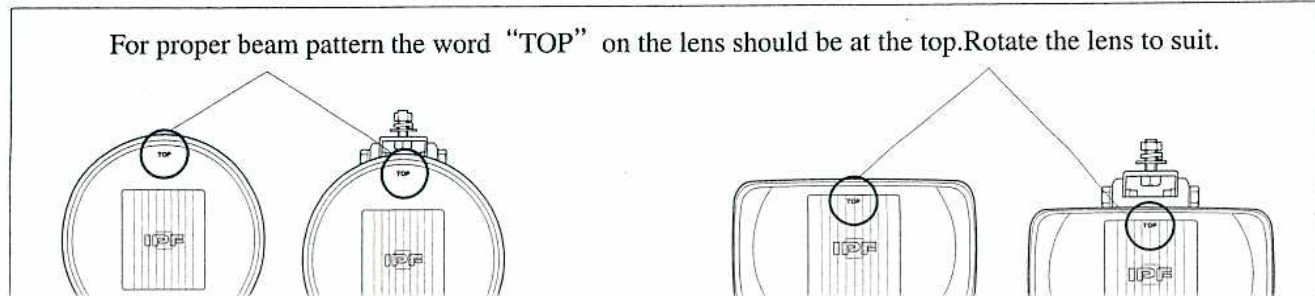 For proper beam pattern the word “TOP” on the lens should be at the top.Rotate the lens to suit.
TOP
TOP
TOP
TOP
IPF
IPF
IPF
IPF